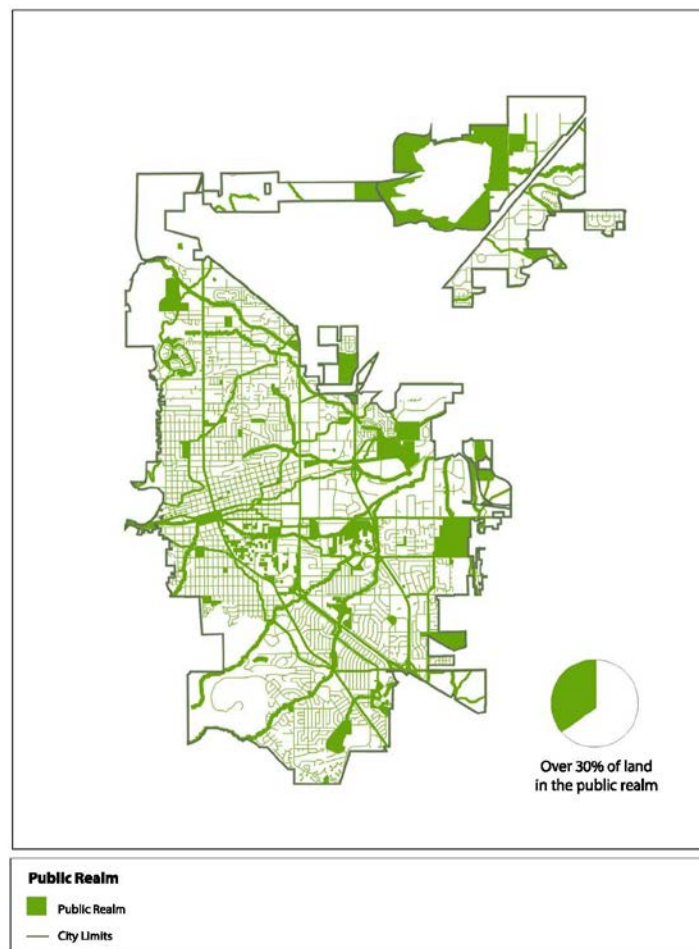 Over 30% of land
in the public realm
Public Realm
Public Realm
City Limits